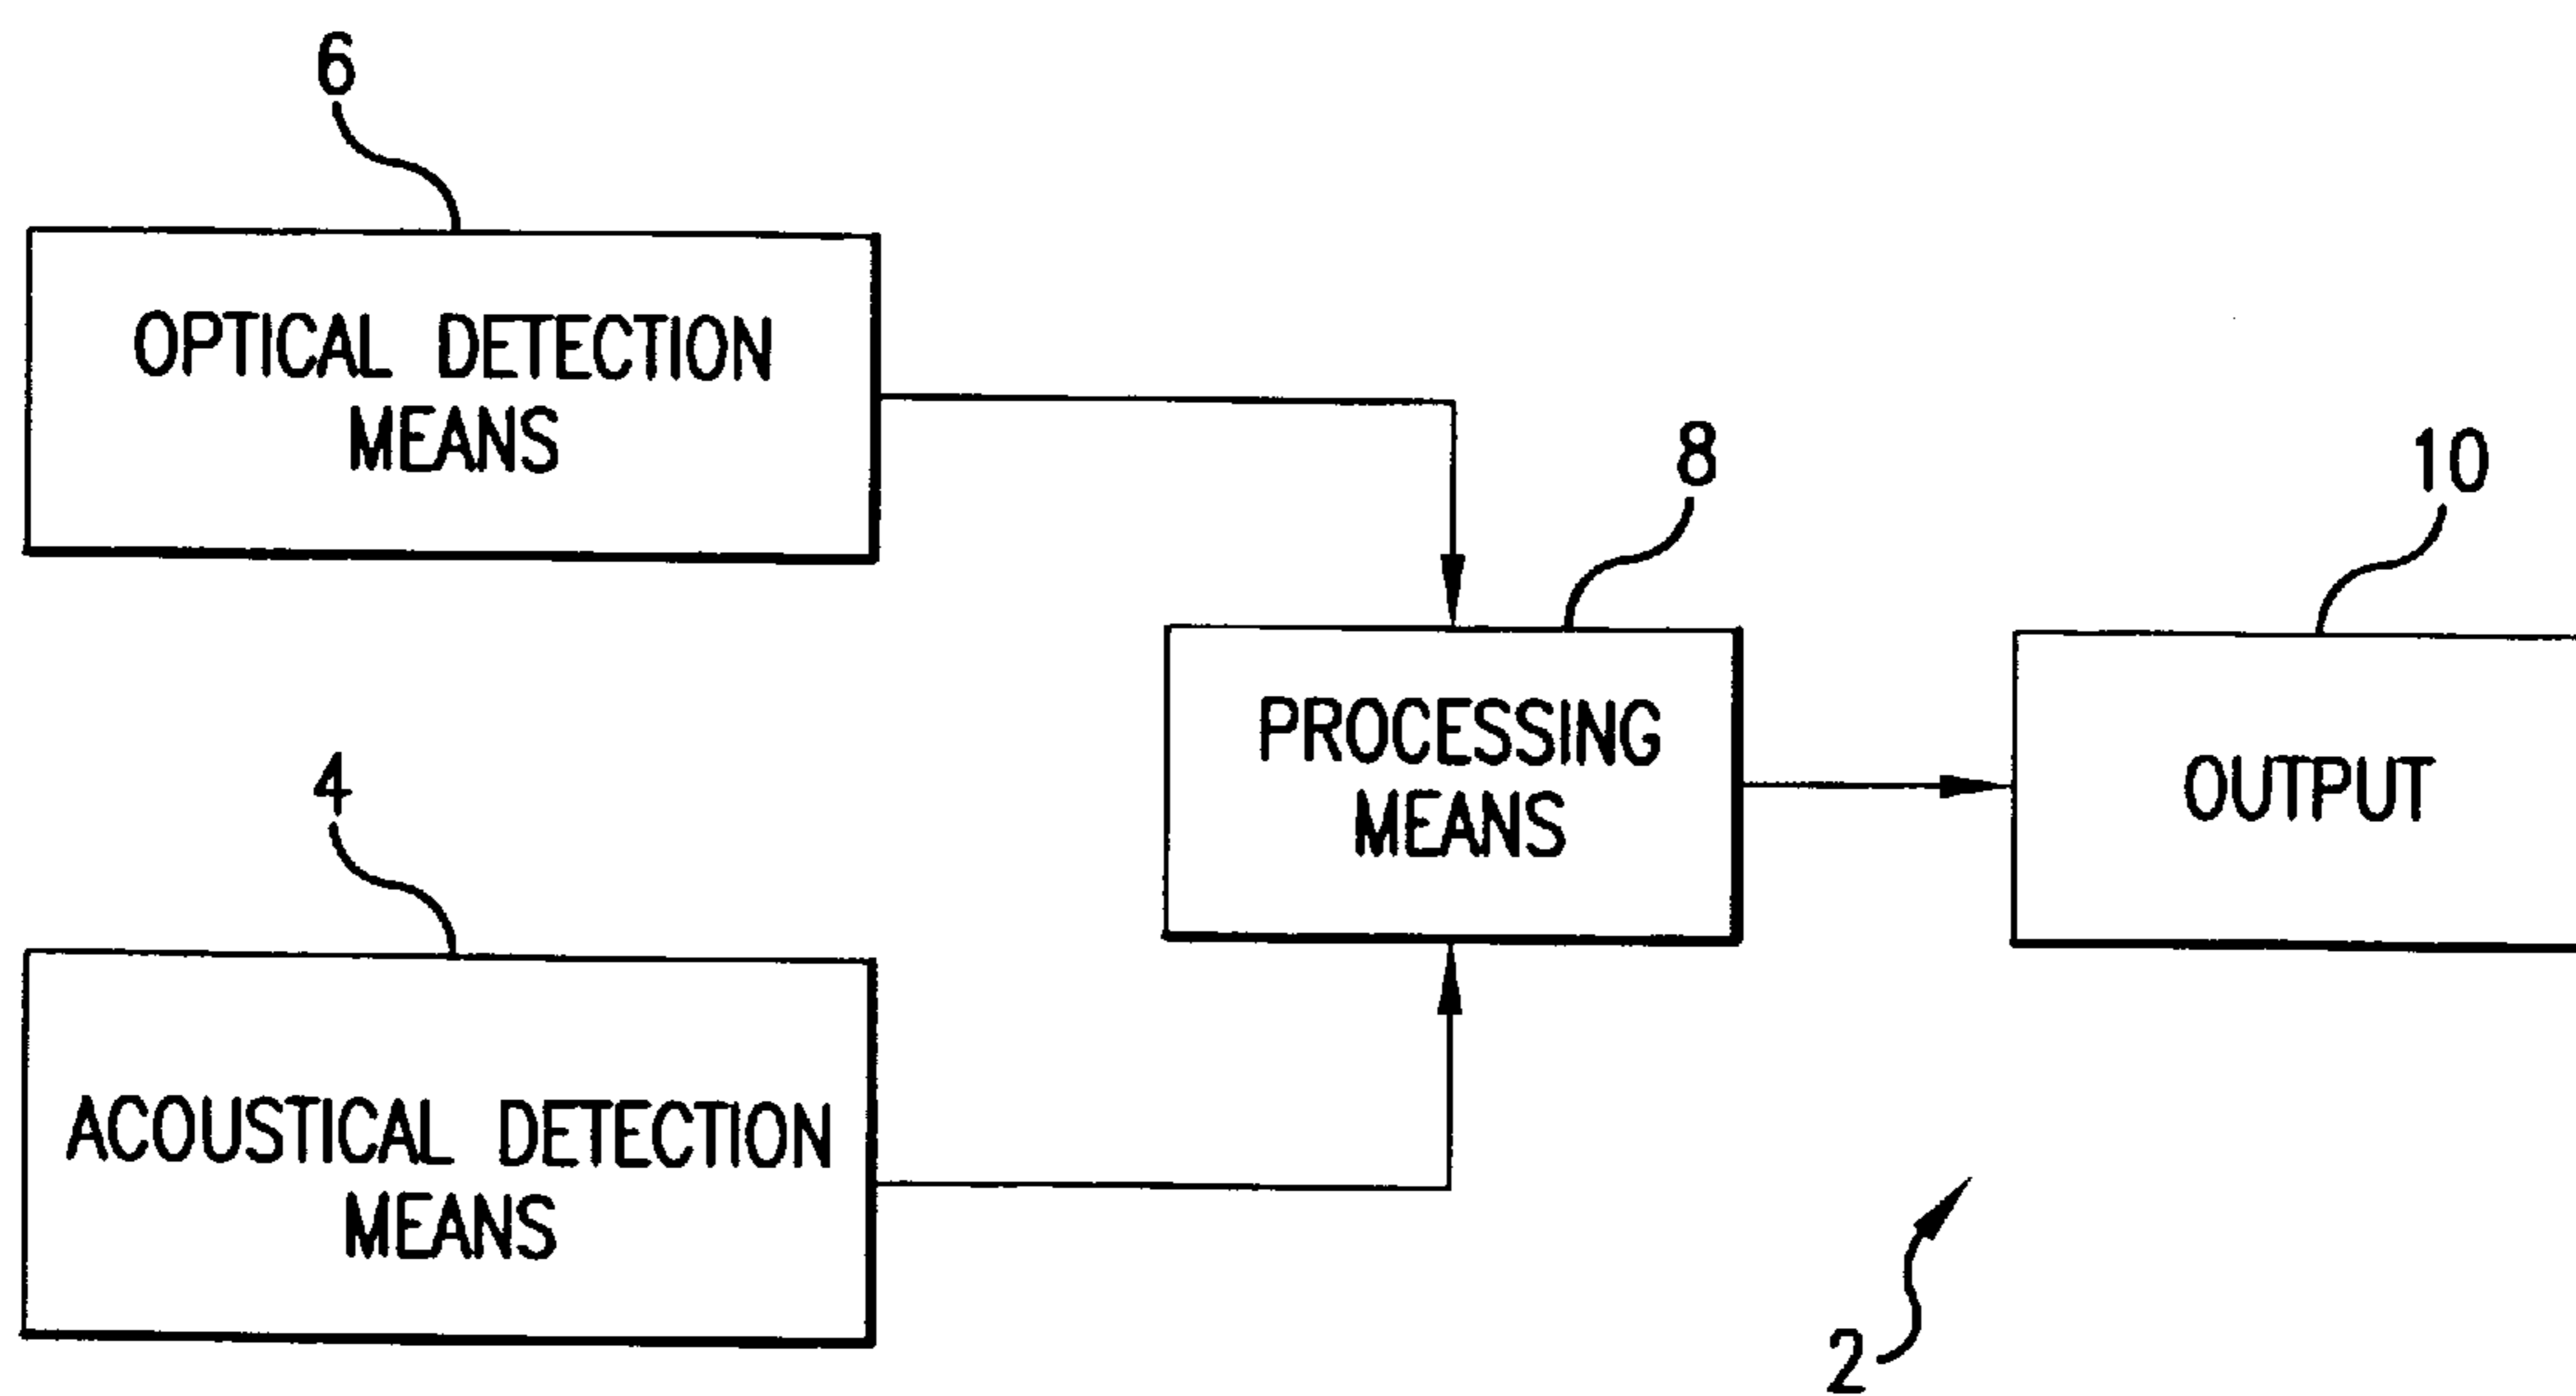 6
OPTICAL DETECTION
MEANS
8
10
PROCESSING
MEANS
OUTPUT
4
ACOUSTICAL DETECTION
MEANS
2